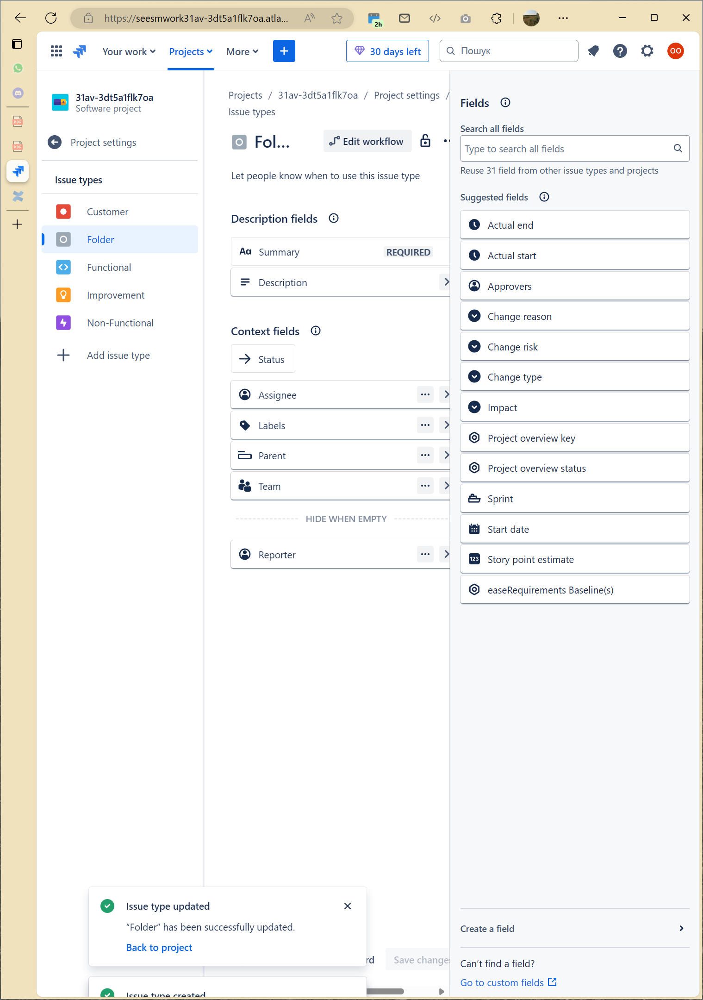 https://seesmwork31av-3dt5a1flk7oa.atla...
2h
PDF
PDF
Your work
Projects
More
30 days left
Пошук
OO
31av-3dt5a1flk7oa
Software project
Project settings
Issue types
Customer
Folder
Functional
Improvement
Non-Functional
Add issue type
Projects / 31av-3dt5a1flk7oa / Project settings /
Issue types
Fol...
Edit workflow
Let people know when to use this issue type
Description fields
Aa Summary REQUIRED
Description
Context fields
Status
Assignee
Labels
Parent
Team
HIDE WHEN EMPTY
Reporter
Fields
Search all fields
Type to search all fields
Reuse 31 field from other issue types and projects
Suggested fields
Actual end
Actual start
Approvers
Change reason
Change risk
Change type
Impact
Project overview key
Project overview status
Sprint
Start date
123 Story point estimate
easeRequirements Baseline(s)
Issue type updated
“Folder” has been successfully updated.
Back to project
Issue type created
rd
Save changes
Create a field
Can’t find a field?
Go to custom fields